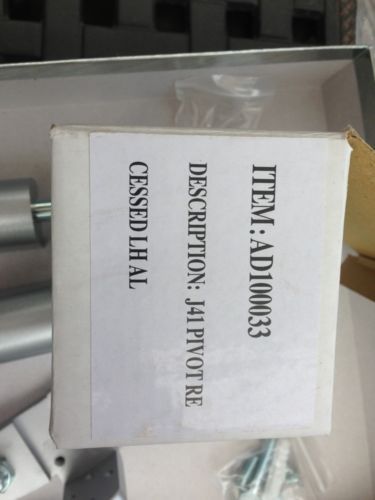 ITEM: AD100033
DESCRIPTION: J41 PIVOT RE
CESSED LH AL